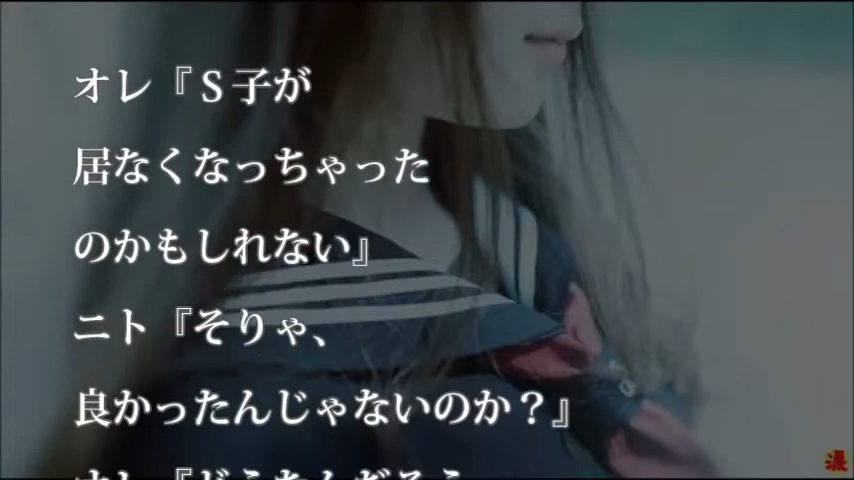 オレ『Ｓ子が
居なくなっちゃった
のかもしれない』
ニト『そりゃ、
良かったんじゃないのか？』
涙